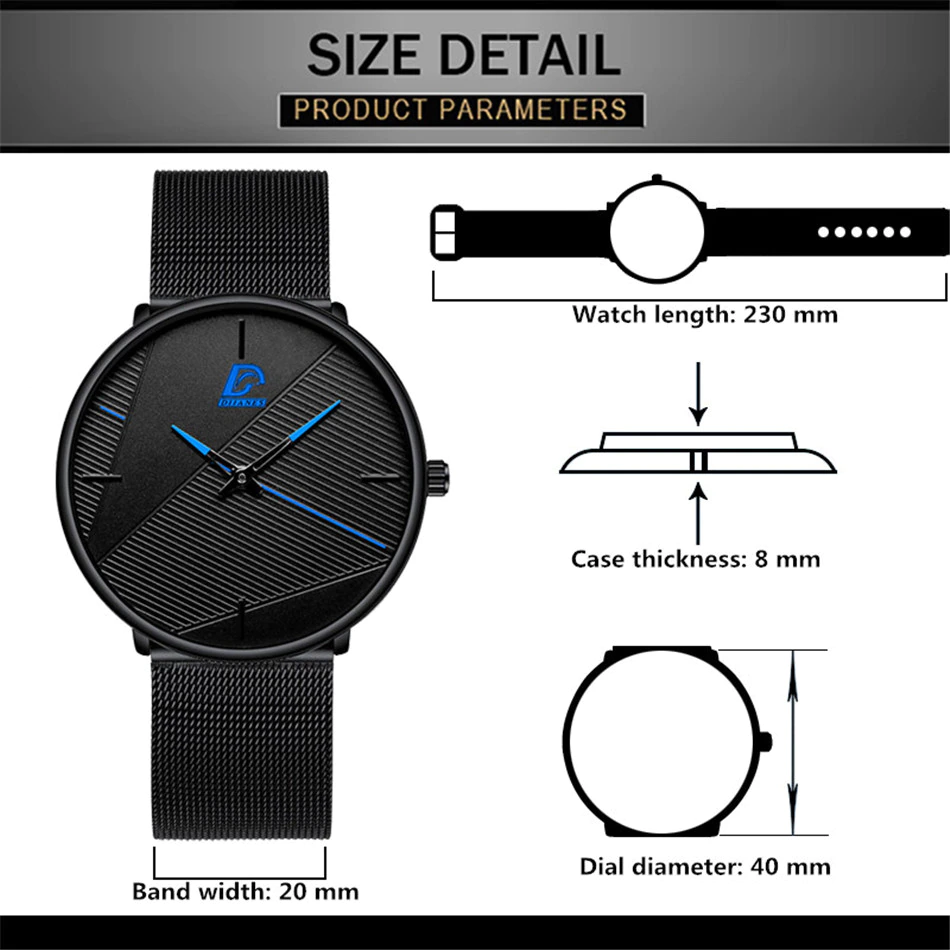 SIZE DETAIL
PRODUCT PARAMETERS
DIFANES
Watch length: 230 mm
Case thickness: 8 mm
Dial diameter: 40 mm
Band width: 20 mm